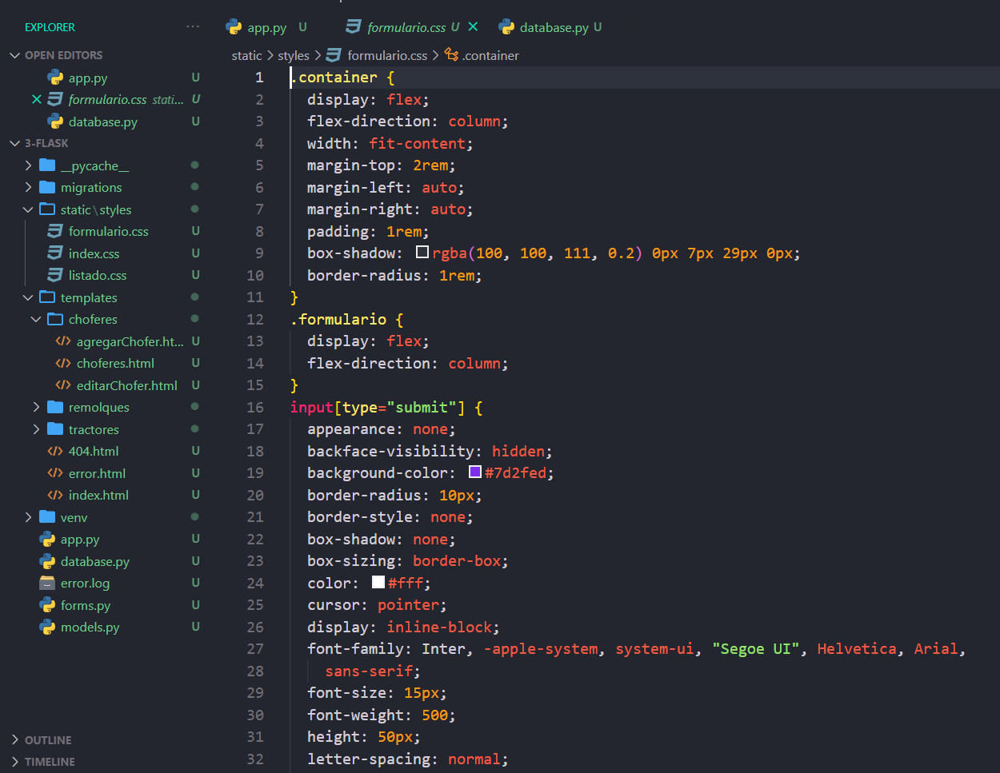 EXPLORER ...
OPEN EDITORS
app.py U
formulario.css stati... U
database.py U
3-FLASK
__pycache__
migrations
static\styles
formulario.css U
index.css U
listado.css U
templates
choferes
agregarChofer.ht... U
choferes.html U
editarChofer.html U
remolques
tractores
404.html U
error.html U
index.html U
venv
app.py U
database.py U
error.log U
forms.py U
models.py U
OUTLINE
TIMELINE
app.py U formulario.css U database.py U
static > styles > formulario.css > .container
1 .container {
2 display: flex;
3 flex-direction: column;
4 width: fit-content;
5 margin-top: 2rem;
6 margin-left: auto;
7 margin-right: auto;
8 padding: 1rem;
9 box-shadow: rgba(100, 100, 111, 0.2) 0px 7px 29px 0px;
10 border-radius: 1rem;
11 }
12 .formulario {
13 display: flex;
14 flex-direction: column;
15 }
16 input[type="submit"] {
17 appearance: none;
18 backface-visibility: hidden;
19 background-color: #7d2fed;
20 border-radius: 10px;
21 border-style: none;
22 box-shadow: none;
23 box-sizing: border-box;
24 color: #fff;
25 cursor: pointer;
26 display: inline-block;
27 font-family: Inter, -apple-system, system-ui, "Segoe UI", Helvetica, Arial,
28 sans-serif;
29 font-size: 15px;
30 font-weight: 500;
31 height: 50px;
32 letter-spacing: normal;